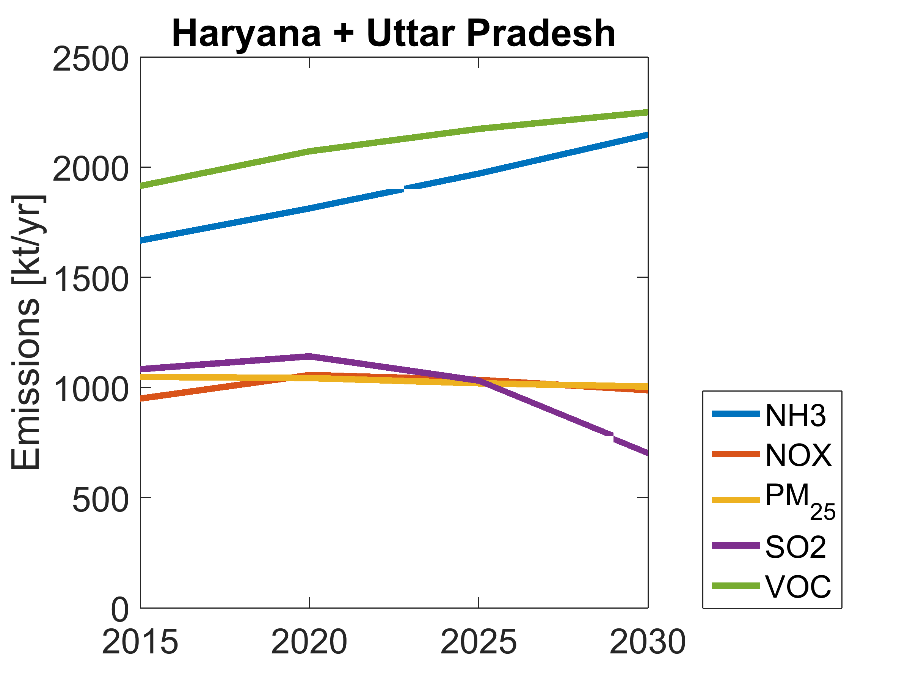 Haryana + Uttar Pradesh
2500
2000
1500
1000
500
0
Emissions [kt/yr]
2015 2020 2025 2030
NH3
NOX
PM25
SO2
VOC